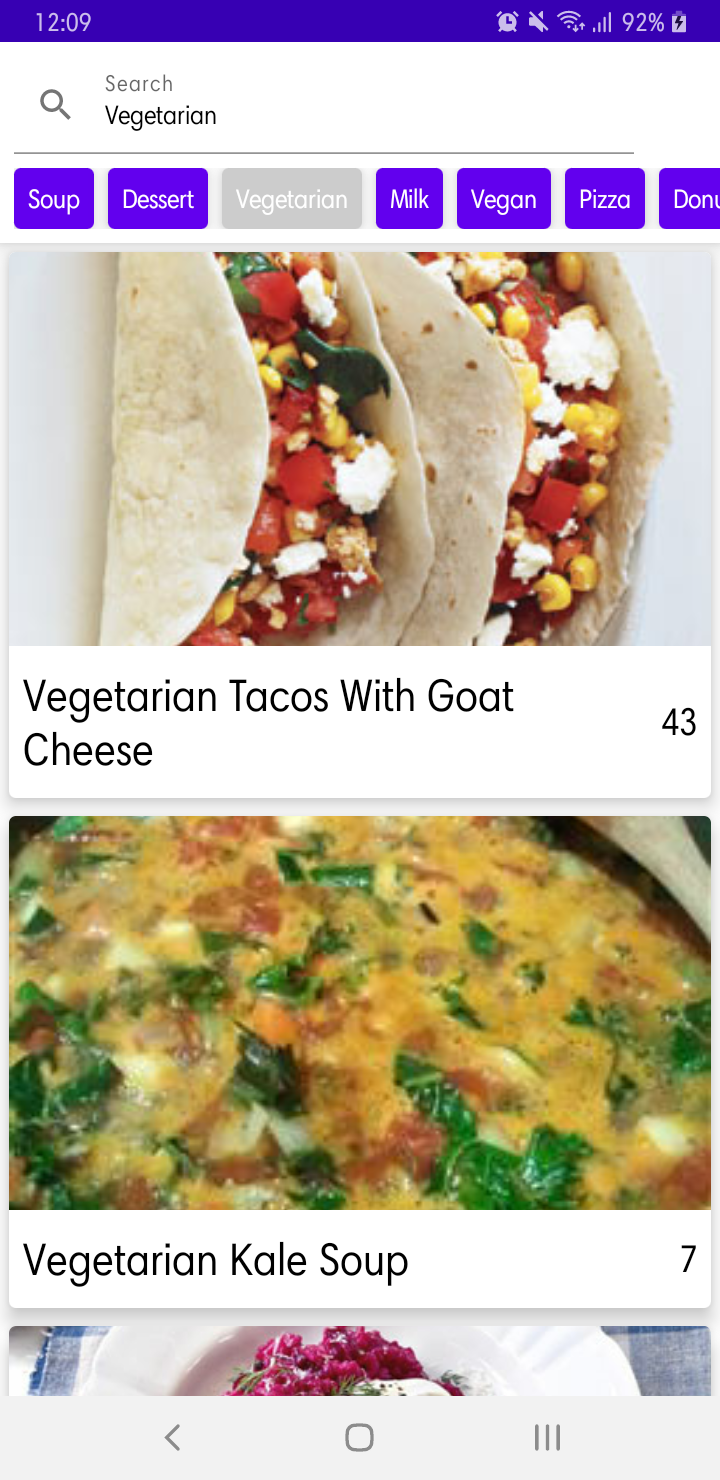 12:09 92%
Search
Vegetarian
Soup Dessert Vegetarian Milk Vegan Pizza Donu
Vegetarian Tacos With Goat
Cheese
43
Vegetarian Kale Soup 7